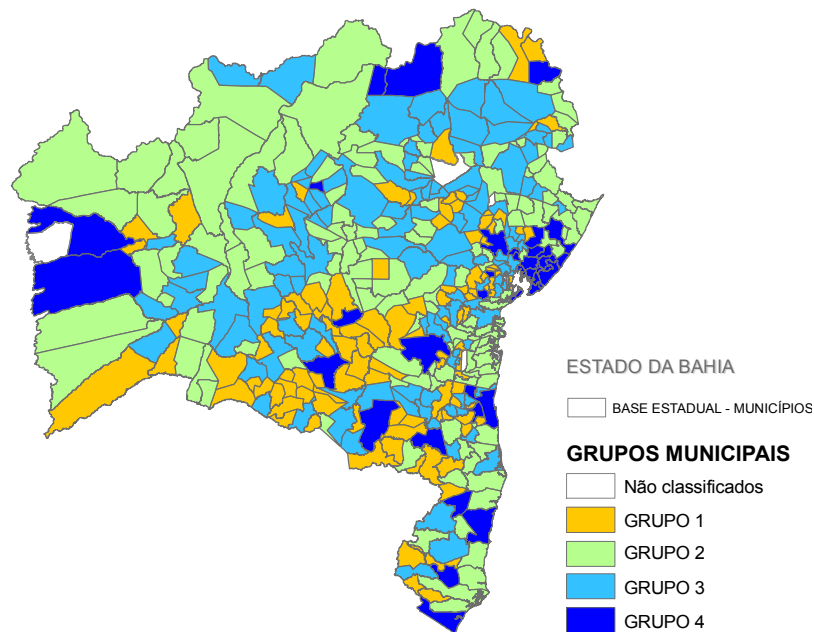 ESTADO DA BAHIA
BASE ESTADUAL - MUNICÍPIOS
GRUPOS MUNICIPAIS
Não classificados
GRUPO 1
GRUPO 2
GRUPO 3
GRUPO 4